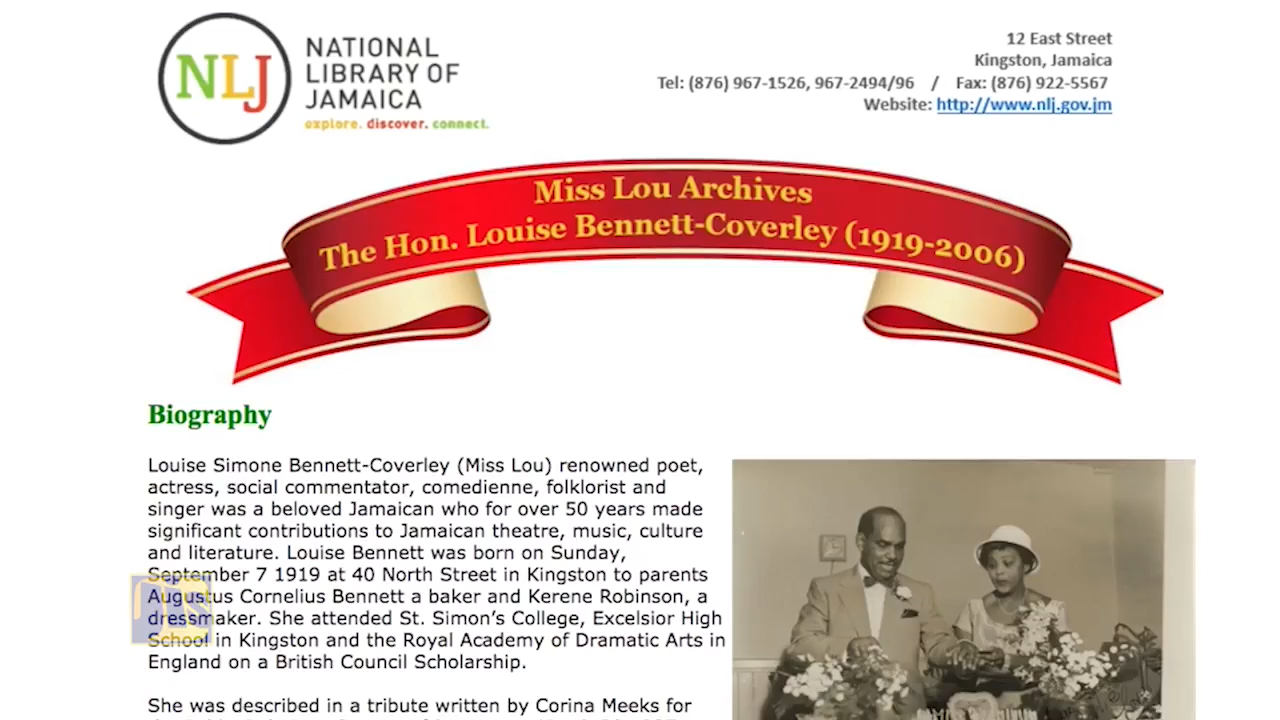 NLJ
NATIONAL
LIBRARY OF
JAMAICA
explore. discover. connect.
12 East Street
Kingston, Jamaica
Tel: (876) 967-1526, 967-2494/96 / Fax: (876) 922-5567
Website: http://www.nlj.gov.jm
Miss Lou Archives
The Hon. Louise Bennett-Coverley (1919-2006)
Biography
Louise Simone Bennett-Coverley (Miss Lou) renowned poet,
actress, social commentator, comedienne, folklorist and
singer was a beloved Jamaican who for over 50 years made
significant contributions to Jamaican theatre, music, culture
and literature. Louise Bennett was born on Sunday,
September 7 1919 at 40 North Street in Kingston to parents
Augustus Cornelius Bennett a baker and Kerene Robinson, a
dressmaker. She attended St. Simon's College, Excelsior High
School in Kingston and the Royal Academy of Dramatic Arts in
England on a British Council Scholarship.
She was described in a tribute written by Corina Meeks for